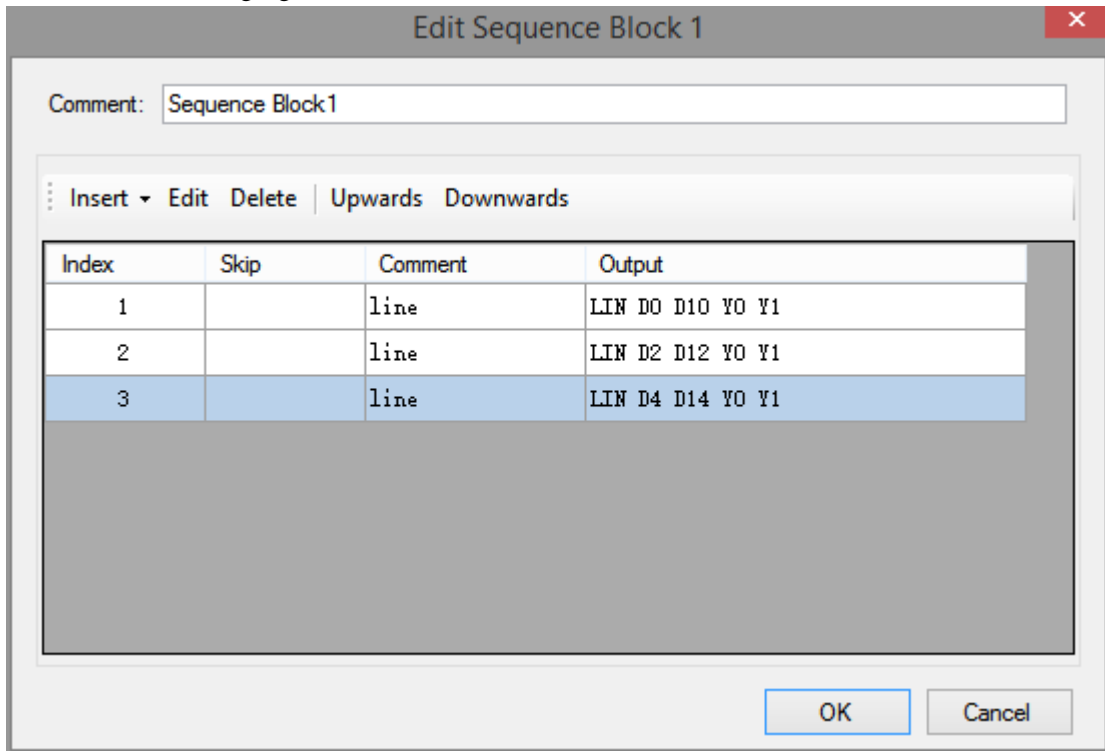 Edit Sequence Block 1
Comment: Sequence Block1
Insert Edit Delete Upwards Downwards
Index Skip Comment Output
1 line LIN D0 D10 Y0 Y1
2 line LIN D2 D12 Y0 Y1
3 line LIN D4 D14 Y0 Y1
OK Cancel